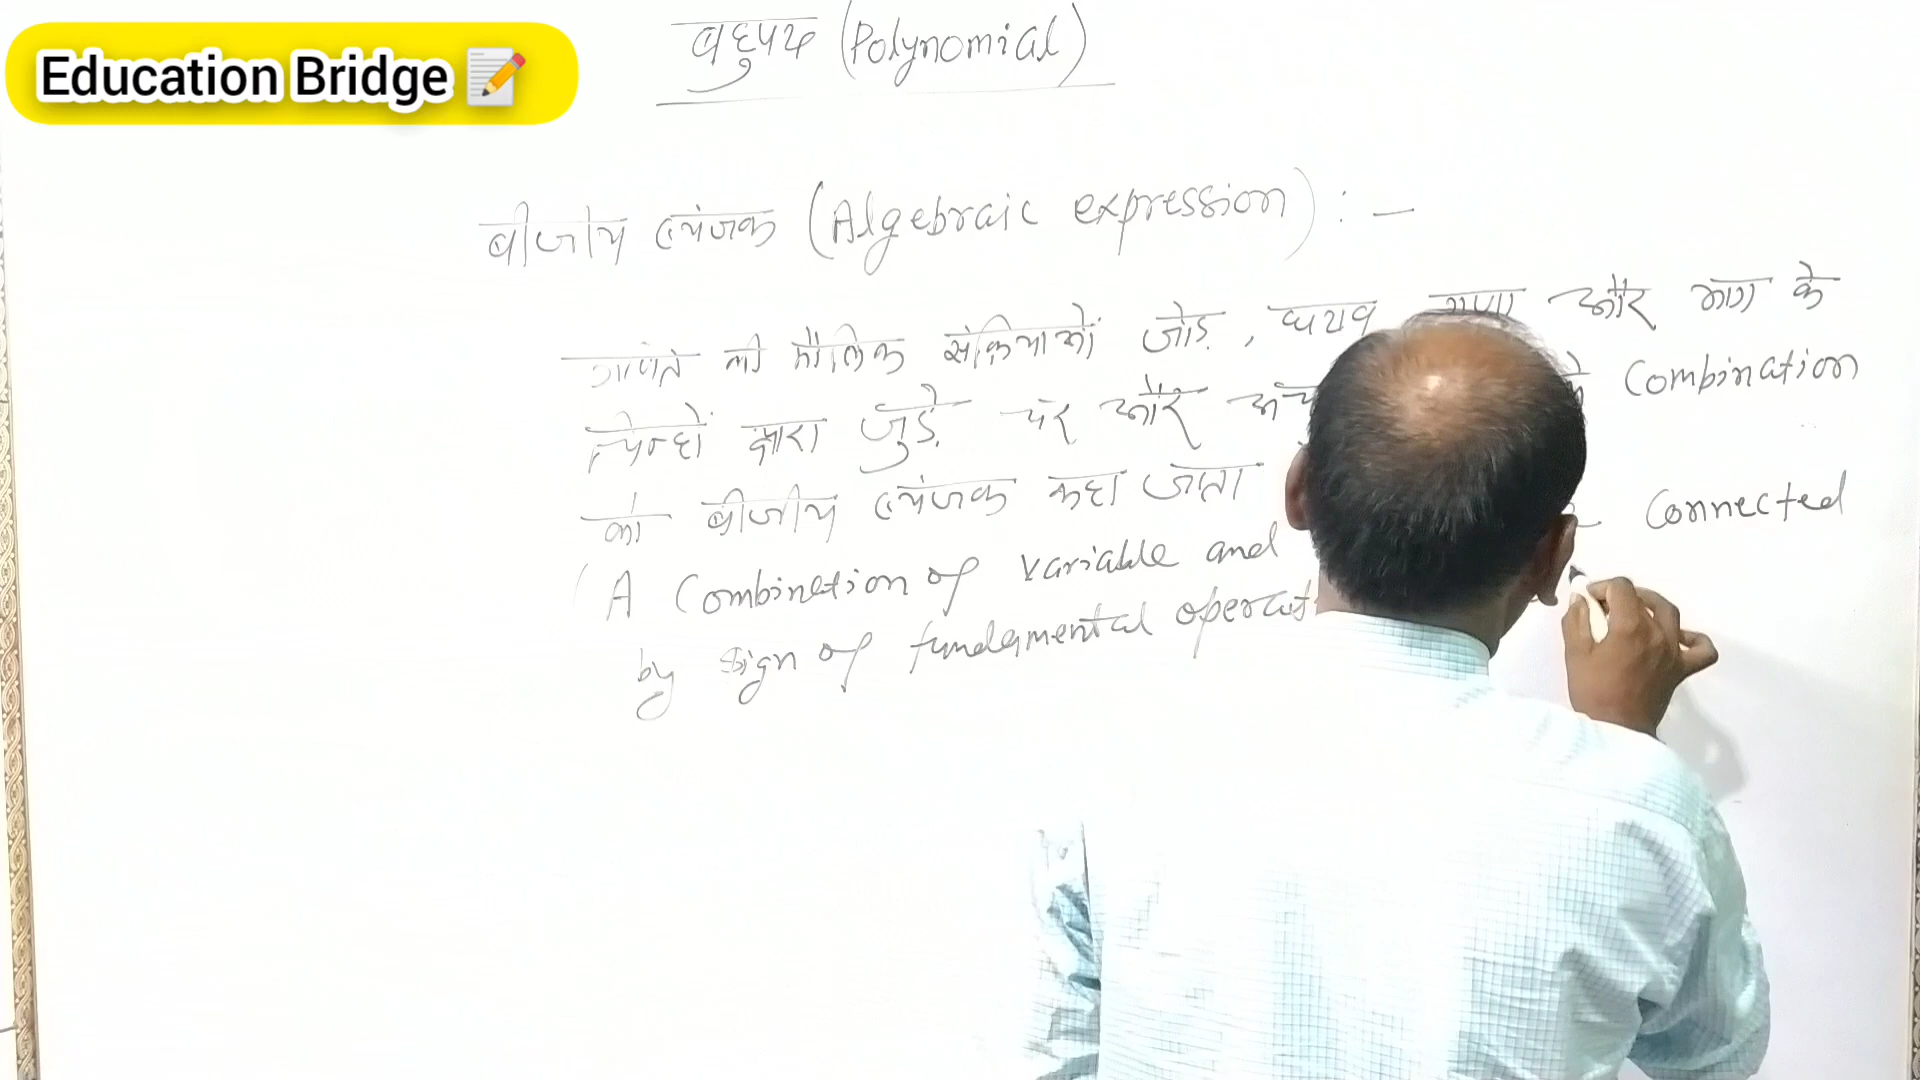 Education Bridge
बहुपद (Polynomial)
बीजीय व्यंजक (Algebraic expression) : —
गणित की मौलिक संक्रियाओं जोड़, घटाव गुणा और भाग के
चिन्हों द्वारा जुड़े चर और Combination
को बीजीय व्यंजक कहा जाता
(A Combination of variable and Connected
by sign of fundamental